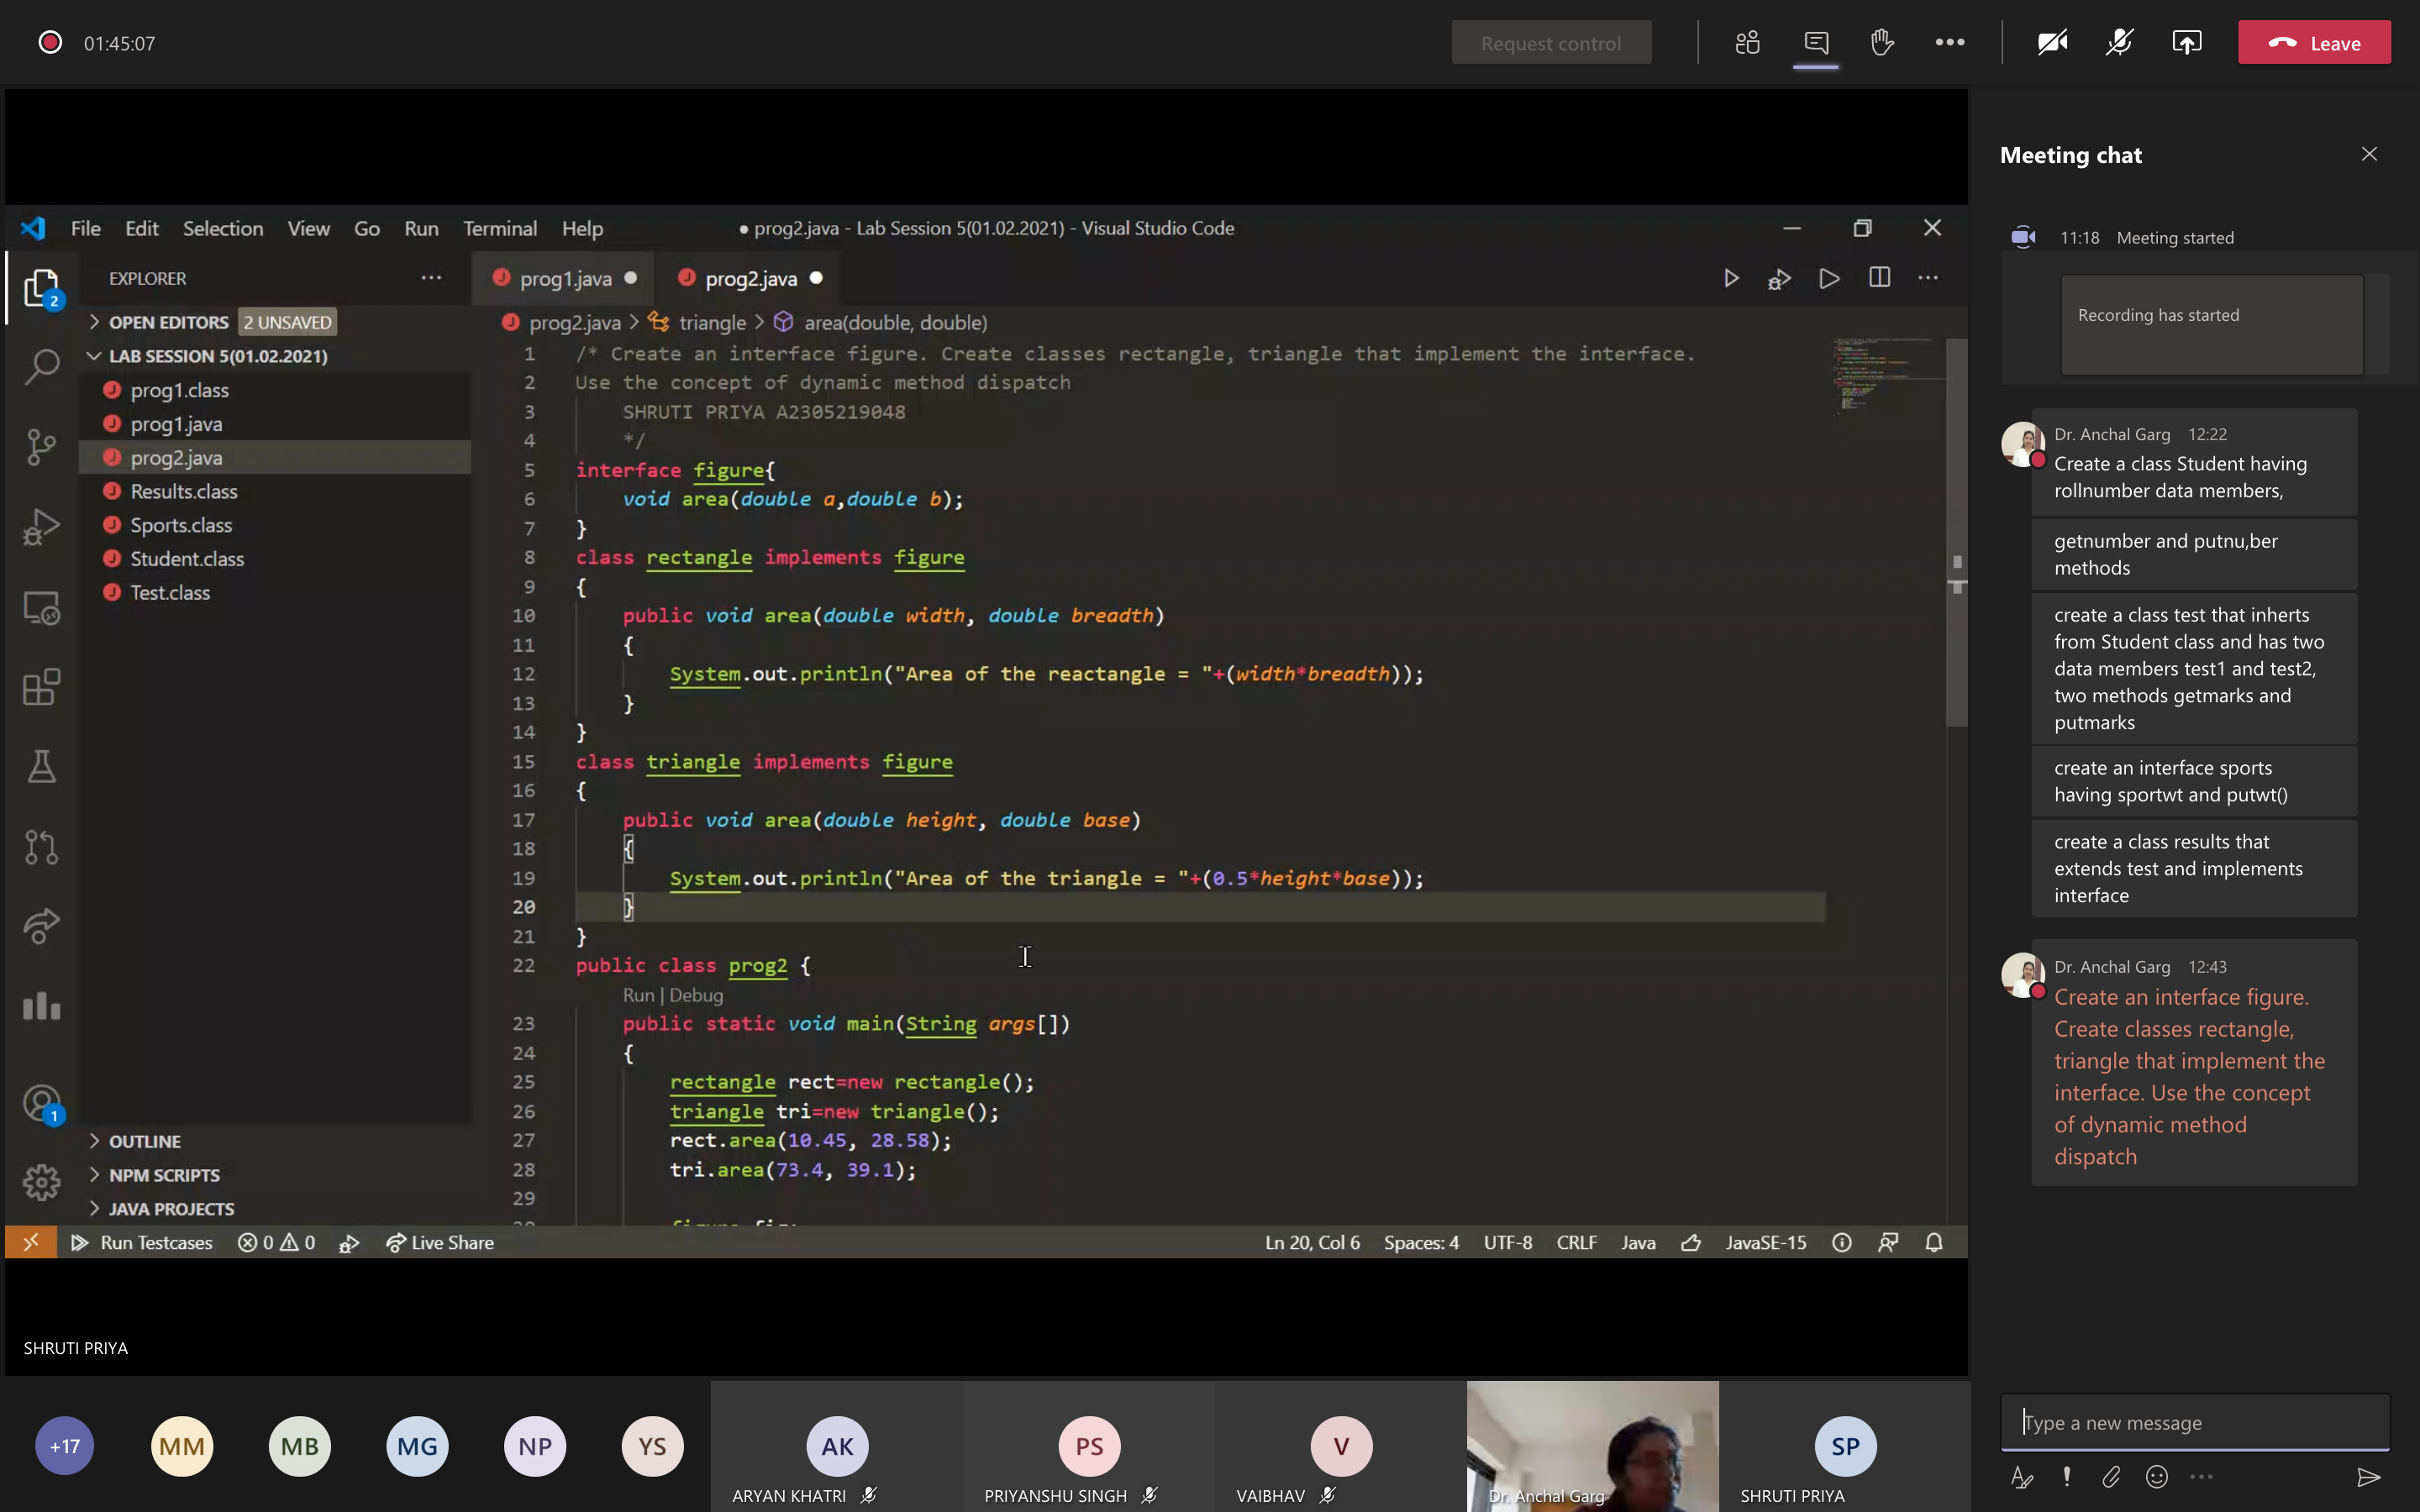 01:45:07
Request control
Leave
File Edit Selection View Go Run Terminal Help
● prog2.java - Lab Session 5(01.02.2021) - Visual Studio Code
EXPLORER
OPEN EDITORS 2 UNSAVED
LAB SESSION 5(01.02.2021)
prog1.class
prog1.java
prog2.java
Results.class
Sports.class
Student.class
Test.class
OUTLINE
NPM SCRIPTS
JAVA PROJECTS
2
1
prog1.java ● prog2.java ●
prog2.java > triangle > area(double, double)
1 /* Create an interface figure. Create classes rectangle, triangle that implement the interface.
2 Use the concept of dynamic method dispatch
3 SHRUTI PRIYA A2305219048
4 */
5 interface figure{
6 void area(double a,double b);
7 }
8 class rectangle implements figure
9 {
10 public void area(double width, double breadth)
11 {
12 System.out.println("Area of the reactangle = "+(width*breadth));
13 }
14 }
15 class triangle implements figure
16 {
17 public void area(double height, double base)
18 {
19 System.out.println("Area of the triangle = "+(0.5*height*base));
20 }
21 }
22 public class prog2 {
Run | Debug
23 public static void main(String args[])
24 {
25 rectangle rect=new rectangle();
26 triangle tri=new triangle();
27 rect.area(10.45, 28.58);
28 tri.area(73.4, 39.1);
29
Run Testcases 0 0 Live Share
Ln 20, Col 6 Spaces: 4 UTF-8 CRLF Java JavaSE-15
SHRUTI PRIYA
+17 MM MB MG NP YS AK PS V SP
ARYAN KHATRI PRIYANSHU SINGH VAIBHAV Dr. Anchal Garg SHRUTI PRIYA
Meeting chat
11:18 Meeting started
Recording has started
Dr. Anchal Garg 12:22
Create a class Student having
rollnumber data members,
getnumber and putnu,ber
methods
create a class test that inherts
from Student class and has two
data members test1 and test2,
two methods getmarks and
putmarks
create an interface sports
having sportwt and putwt()
create a class results that
extends test and implements
interface
Dr. Anchal Garg 12:43
Create an interface figure.
Create classes rectangle,
triangle that implement the
interface. Use the concept
of dynamic method
dispatch
Type a new message